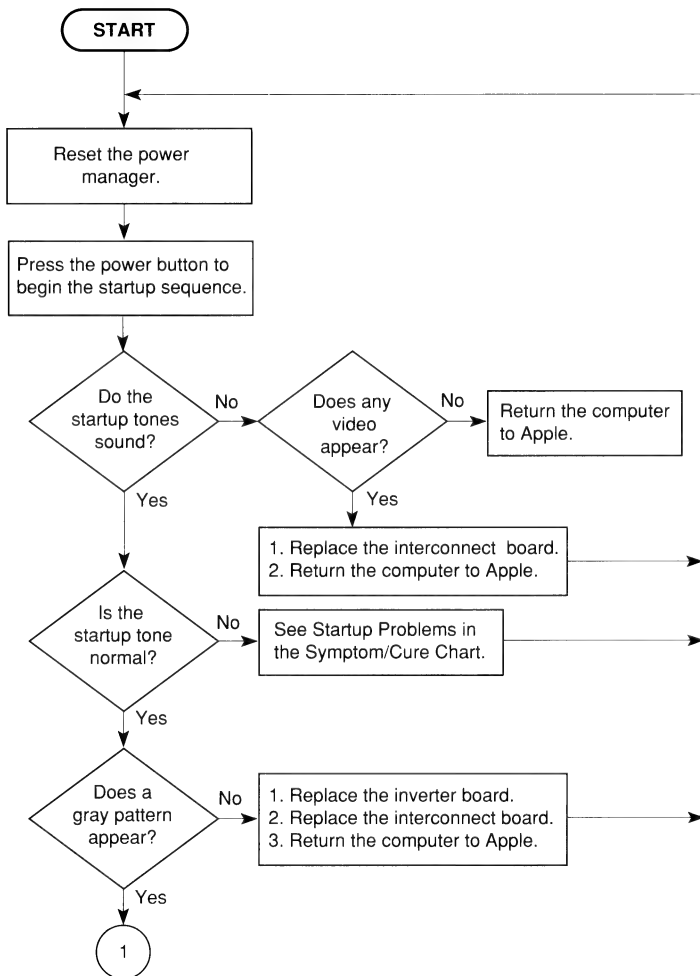 START
Reset the power
manager.
Press the power button to
begin the startup sequence.
Do the
startup tones
sound?
No
Does any
video
appear?
No
Return the computer
to Apple.
Yes
Yes
1. Replace the interconnect board.
2. Return the computer to Apple.
Is the
startup tone
normal?
No
See Startup Problems in
the Symptom/Cure Chart.
Yes
Does a
gray pattern
appear?
No
1. Replace the inverter board.
2. Replace the interconnect board.
3. Return the computer to Apple.
Yes
1